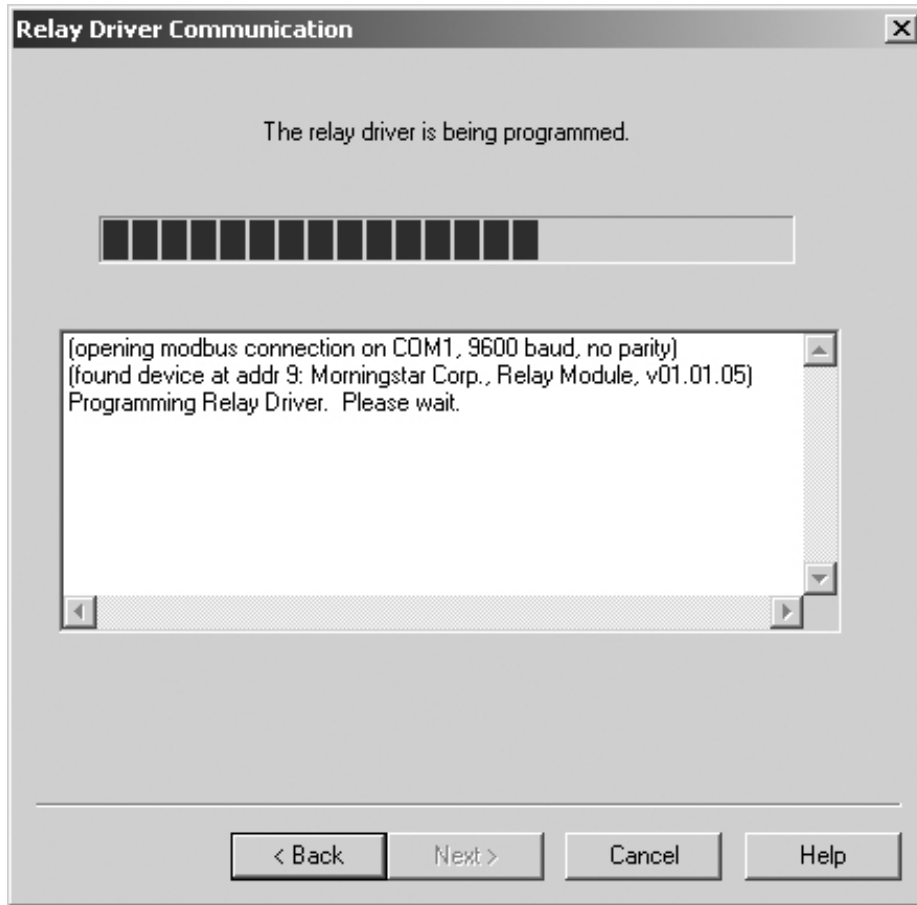 Relay Driver Communication
The relay driver is being programmed.
(opening modbus connection on COM1, 9600 baud, no parity)
(found device at addr 9: Morningstar Corp., Relay Module, v01.01.05)
Programming Relay Driver.  Please wait.
< Back
Next >
Cancel
Help